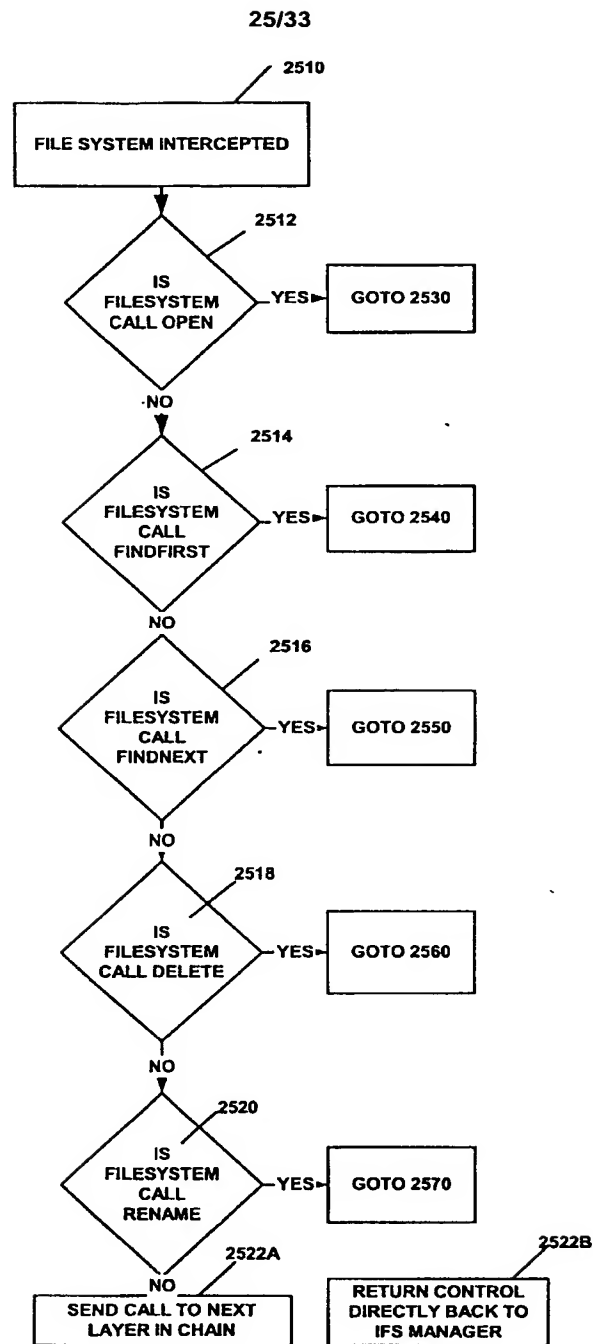 25/33
2510
FILE SYSTEM INTERCEPTED
2512
IS
FILESYSTEM
CALL OPEN
YES
GOTO 2530
NO
2514
IS
FILESYSTEM
CALL
FINDFIRST
YES
GOTO 2540
NO
2516
IS
FILESYSTEM
CALL
FINDNEXT
YES
GOTO 2550
NO
2518
IS
FILESYSTEM
CALL DELETE
YES
GOTO 2560
NO
2520
IS
FILESYSTEM
CALL
RENAME
YES
GOTO 2570
NO
2522A
SEND CALL TO NEXT
LAYER IN CHAIN
2522B
RETURN CONTROL
DIRECTLY BACK TO
IFS MANAGER